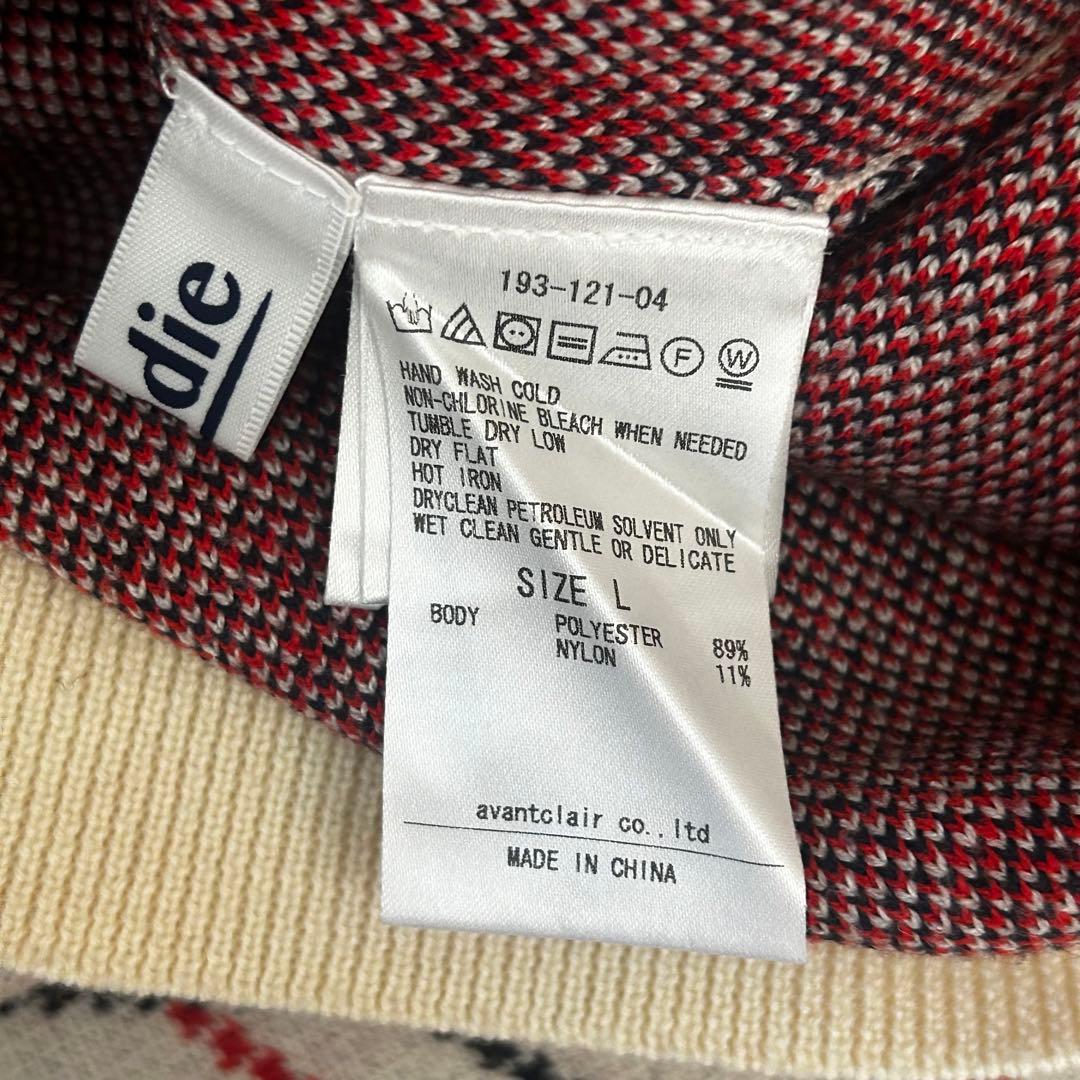 die
193-121-04
F
W
HAND WASH COLD
NON-CHLORINE BLEACH WHEN NEEDED
TUMBLE DRY LOW
DRY FLAT
HOT IRON
DRYCLEAN PETROLEUM SOLVENT ONLY
WET CLEAN GENTLE OR DELICATE
SIZE L
BODY POLYESTER 89%
NYLON 11%
avantclair co.,ltd
MADE IN CHINA